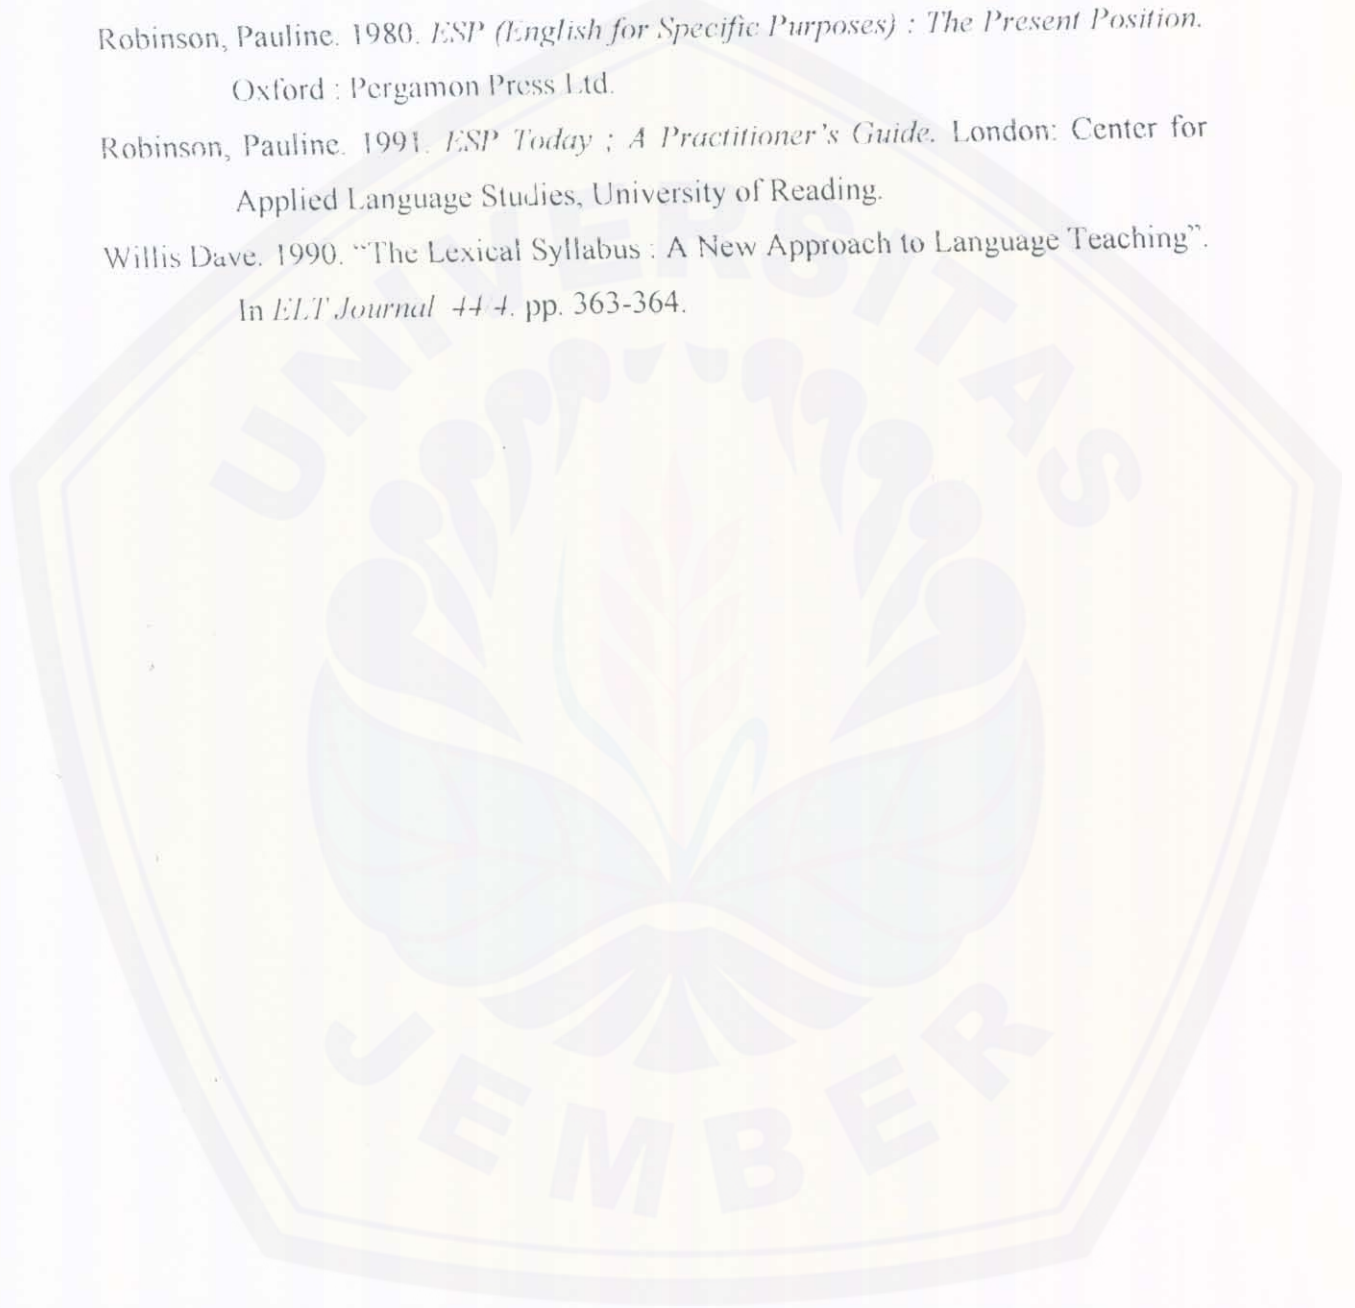 Robinson, Pauline. 1980. ESP (English for Specific Purposes) : The Present Position.
Oxford : Pergamon Press Ltd.
Robinson, Pauline. 1991. ESP Today ; A Practitioner's Guide. London: Center for
Applied Language Studies, University of Reading.
Willis Dave. 1990. “The Lexical Syllabus : A New Approach to Language Teaching”.
In ELT Journal 44/4. pp. 363-364.
UNIVERSITAS
JEMBER